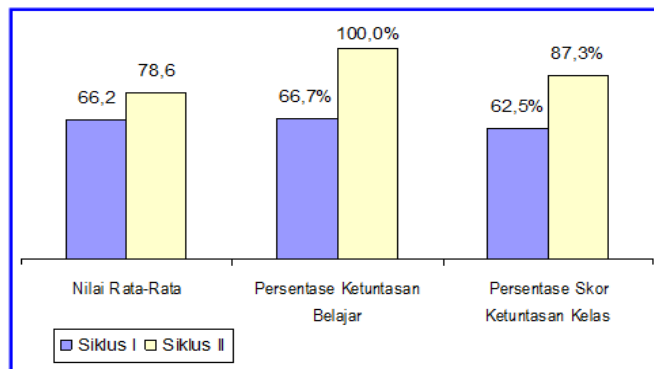 100,0%
87,3%
78,6
66,2
66,7%
62,5%
Nilai Rata-Rata
Persentase Ketuntasan
Belajar
Persentase Skor
Ketuntasan Kelas
Siklus I
Siklus II